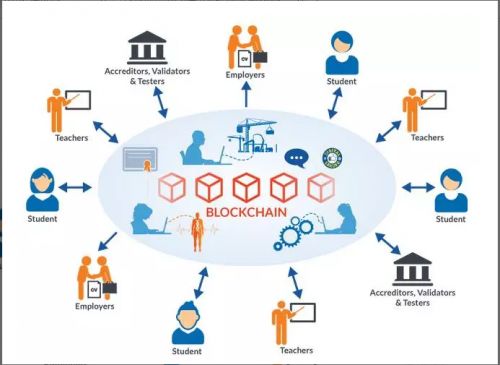 Accreditors, Validators
& Testers
CV
Employers
Student
Teachers
Teachers
Student
BLOCKCHAIN
Student
CV
Employers
Accreditors, Validators
& Testers
Student
Teachers